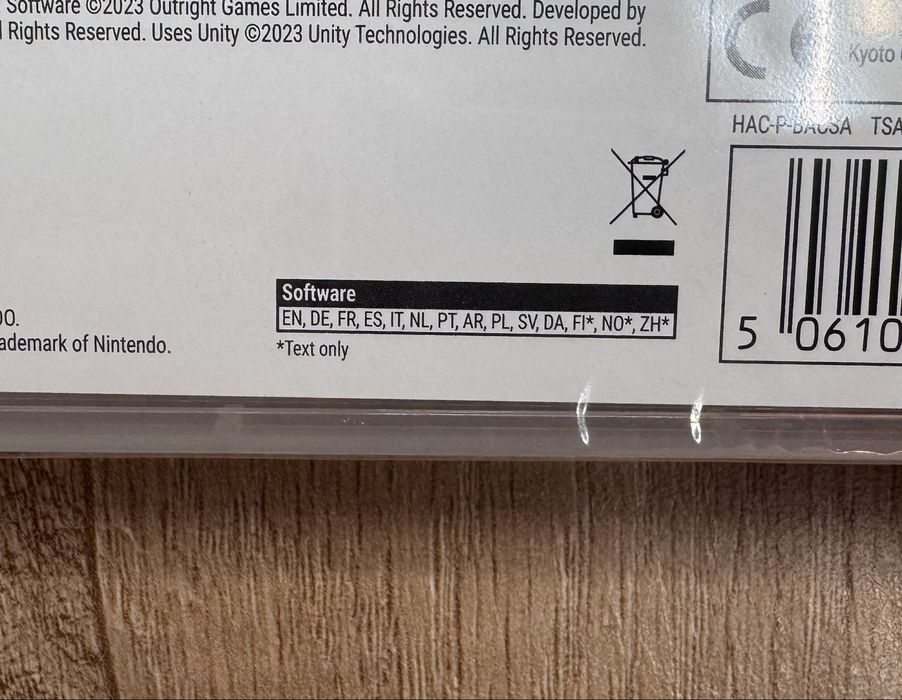 Software ©2023 Outright Games Limited. All Rights Reserved. Developed by
Rights Reserved. Uses Unity ©2023 Unity Technologies. All Rights Reserved.
CE
Kyoto
HAC-P-BACSA TSA
Software
EN, DE, FR, ES, IT, NL, PT, AR, PL, SV, DA, FI*, NO*, ZH*
*Text only
ademark of Nintendo.
5 0610